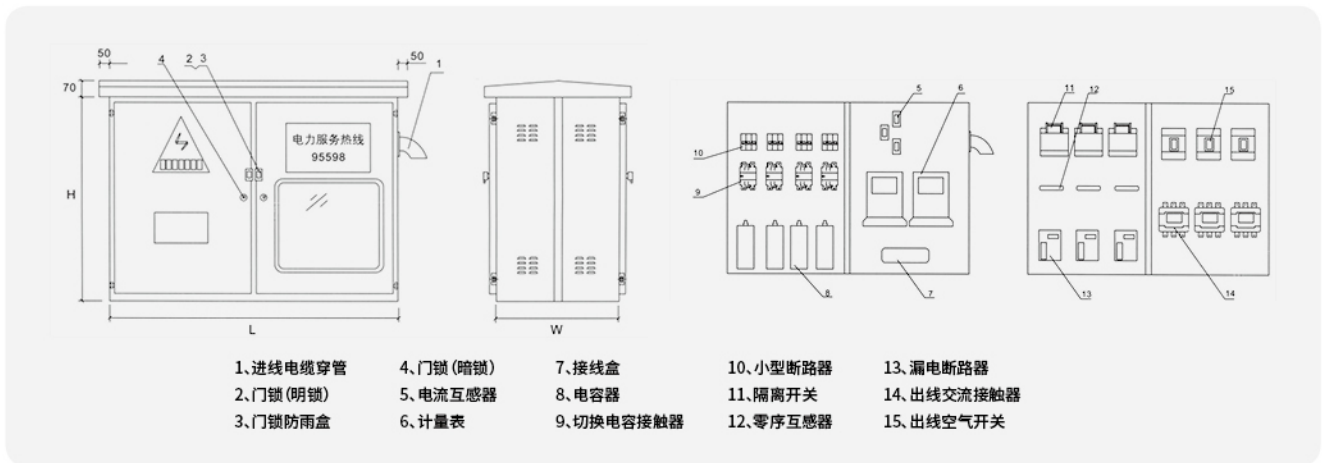 50
2 3
4
50
1
70
电力服务热线
95598
H
L
W
5
6
10
9
8
7
11
12
15
13
14
1、进线电缆穿管
2、门锁(明锁)
3、门锁防雨盒
4、门锁(暗锁)
5、电流互感器
6、计量表
7、接线盒
8、电容器
9、切换电容接触器
10、小型断路器
11、隔离开关
12、零序互感器
13、漏电断路器
14、出线交流接触器
15、出线空气开关